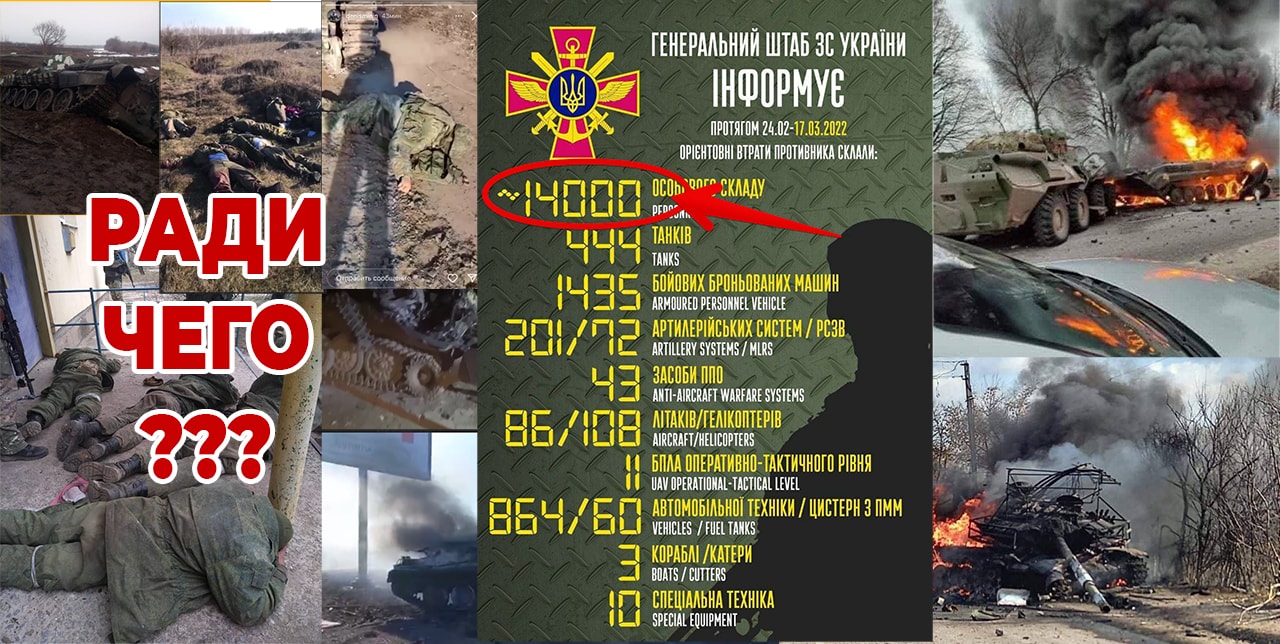 РАДИ
ЧЕГО
???
43мин
Отправить сообщение
ГЕНЕРАЛЬНИЙ ШТАБ ЗС УКРАЇНИ
ІНФОРМУЄ
ПРОТЯГОМ 24.02-17.03.2022
ОРІЄНТОВНІ ВТРАТИ ПРОТИВНИКА СКЛАЛИ:
~14000 ОСОБОВОГО СКЛАДУ
444 ТАНКІВ
TANKS
1435 БОЙОВИХ БРОНЬОВАНИХ МАШИН
ARMOURED PERSONNEL VEHICLE
201/72 АРТИЛЕРІЙСЬКИХ СИСТЕМ / РСЗВ
ARTILLERY SYSTEMS / MLRS
43 ЗАСОБИ ППО
ANTI-AIRCRAFT WARFARE SYSTEMS
86/108 ЛІТАКІВ/ГЕЛІКОПТЕРІВ
AIRCRAFT/HELICOPTERS
11 БПЛА ОПЕРАТИВНО-ТАКТИЧНОГО РІВНЯ
UAV OPERATIONAL-TACTICAL LEVEL
864/60 АВТОМОБІЛЬНОЇ ТЕХНІКИ / ЦИСТЕРН З ПММ
VEHICLES / FUEL TANKS
3 КОРАБЛІ /КАТЕРИ
BOATS / CUTTERS
10 СПЕЦІАЛЬНА ТЕХНІКА
SPECIAL EQUIPMENT